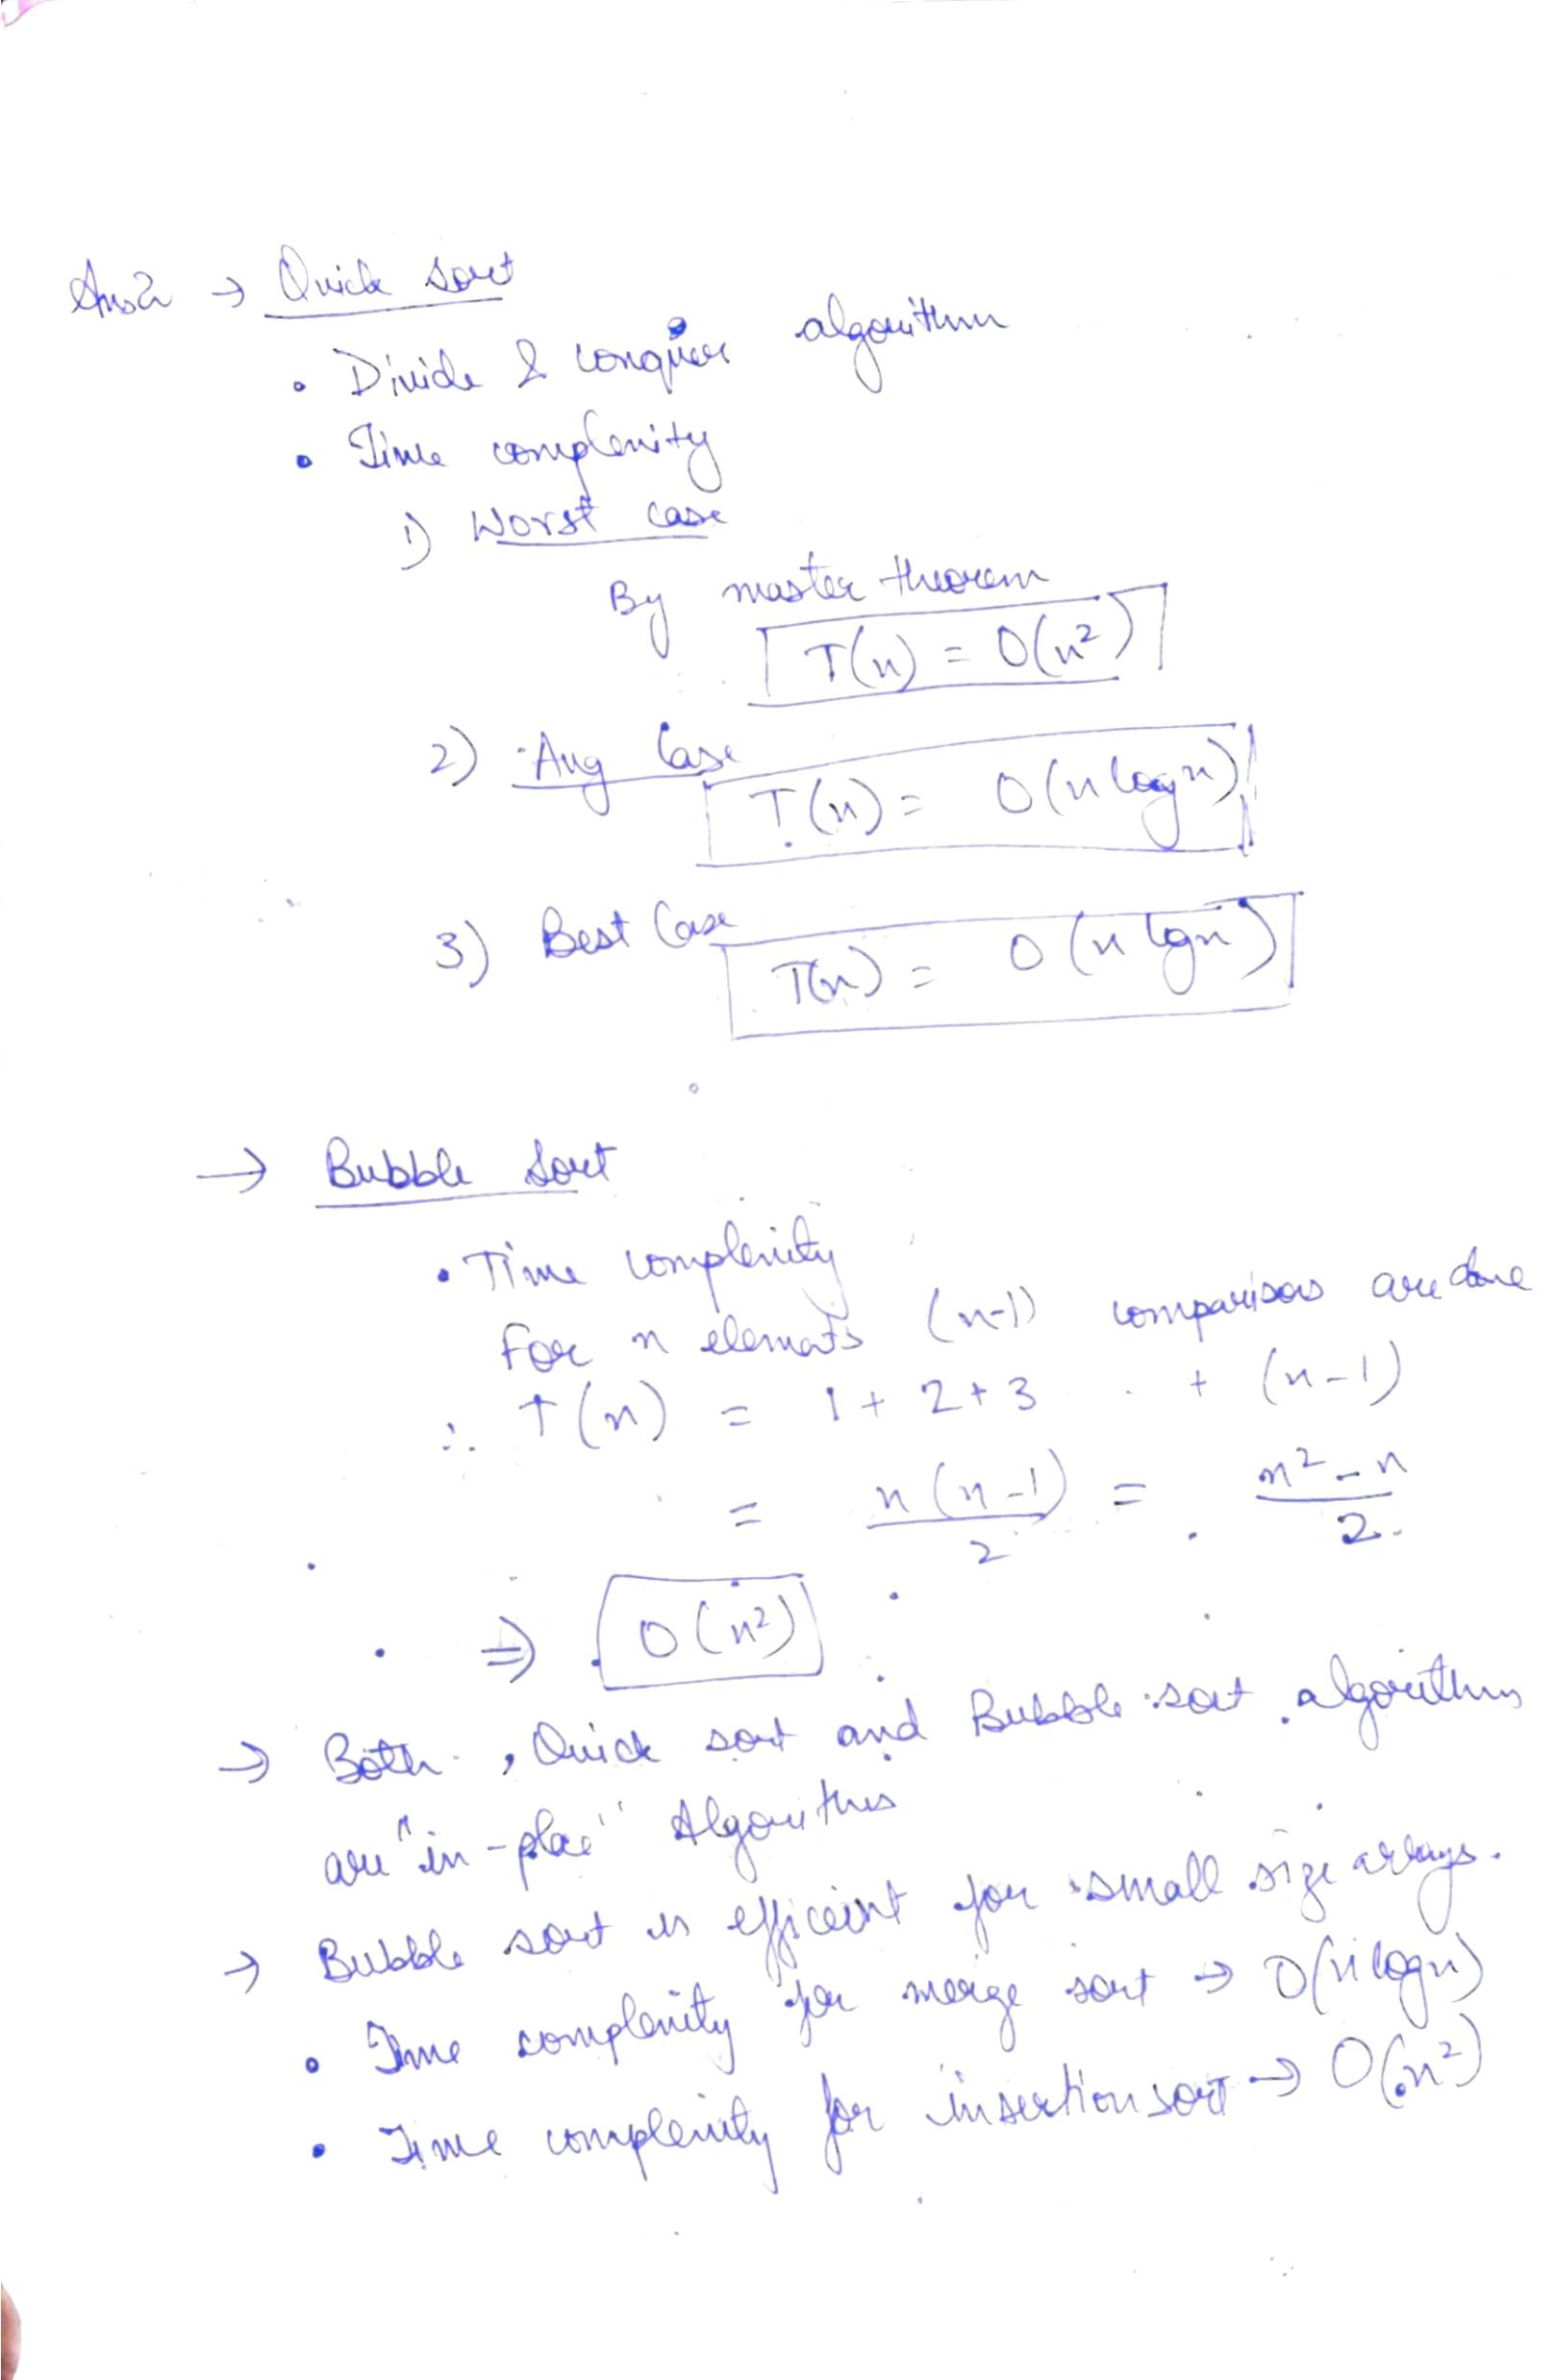 Ans2 → Quick sort
• Divide & conquer algorithm
• Time complexity
1) Worst case
By master theorem
T(n) = O(n²)
2) Avg Case
T(n) = O(n log n)
3) Best Case
T(n) = O(n lgn)
→ Bubble Sort
• Time complexity
For n elements (n-1) comparisons are done
∴ T(n) = 1 + 2 + 3 . . + (n-1)
= n(n-1)/2 = n²-n/2
⇒ O(n²)
→ Both, Quick sort and Bubble sort algorithms
are "in-place" Algorithms
→ Bubble sort is efficient for small size arrays.
• Time complexity for merge sort → O(n logn)
• Time complexity for insertion sort → O(n²)